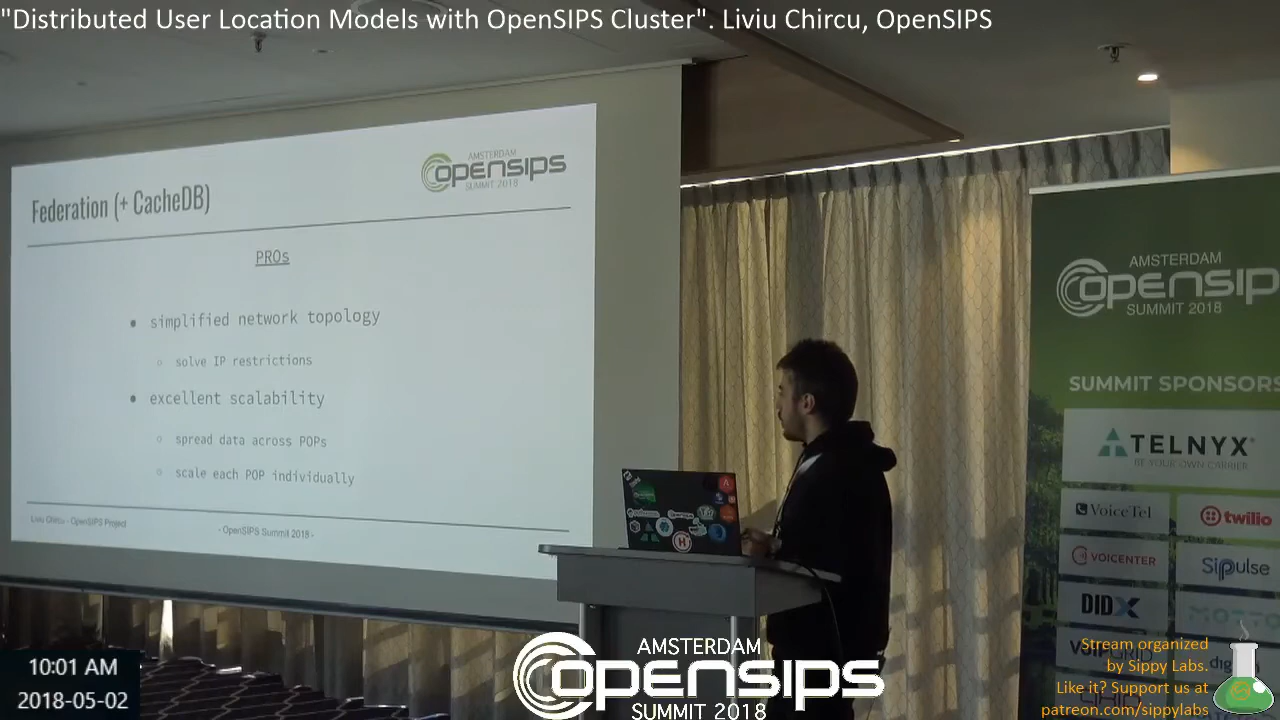 "Distributed User Location Models with OpenSIPS Cluster". Liviu Chircu, OpenSIPS
AMSTERDAM
OPENSIPS
SUMMIT 2018
Federation (+ CacheDB)
PROs
simplified network topology
solve IP restrictions
excellent scalability
spread data across POPs
scale each POP individually
Liviu Chircu - OpenSIPS Project
- OpenSIPS Summit 2018 -
AMSTERDAM
OPENSIP
SUMMIT 2018
SUMMIT SPONSORS
TELNYX
BE YOUR OWN CARRIER
VoiceTel
twilio
VOICENTER
Sipulse
DIDX
Stream organized
by Sippy Labs.
Like it? Support us at
patreon.com/sippylabs
10:01 AM
2018-05-02
AMSTERDAM
OPENSIPS
SUMMIT 2018